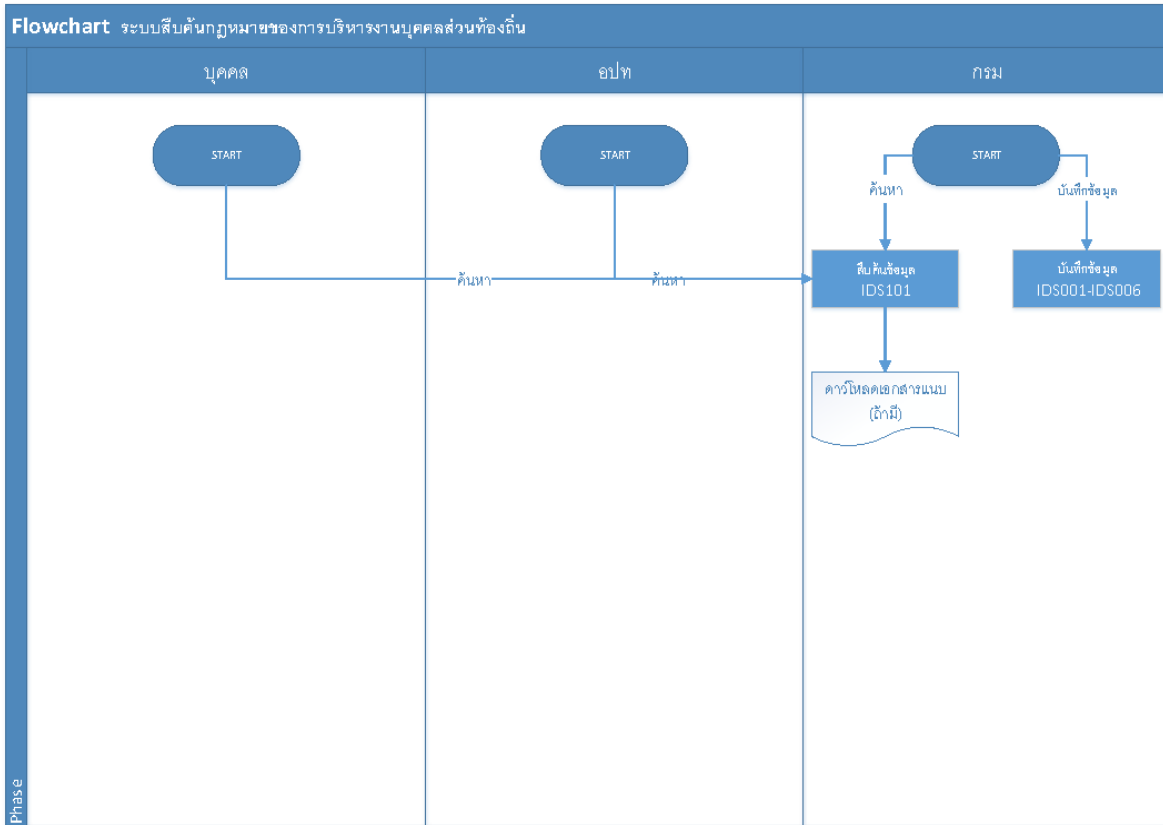 Flowchart ระบบสืบค้นกฎหมายของการบริหารงานบุคคลส่วนท้องถิ่น
บุคคล
อปท
กรม
START
START
START
ค้นหา
บันทึกข้อมูล
ค้นหา
ค้นหา
สืบค้นข้อมูล
IDS101
บันทึกข้อมูล
IDS001-IDS006
ดาว์โหลดเอกสารแนบ
(ถ้ามี)
Phase